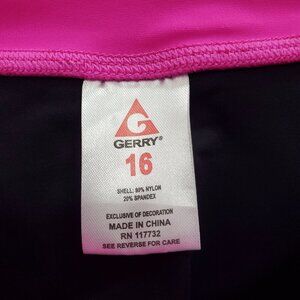 GERRY®
16
SHELL: 80% NYLON
20% SPANDEX
EXCLUSIVE OF DECORATION
MADE IN CHINA
RN 117732
SEE REVERSE FOR CARE